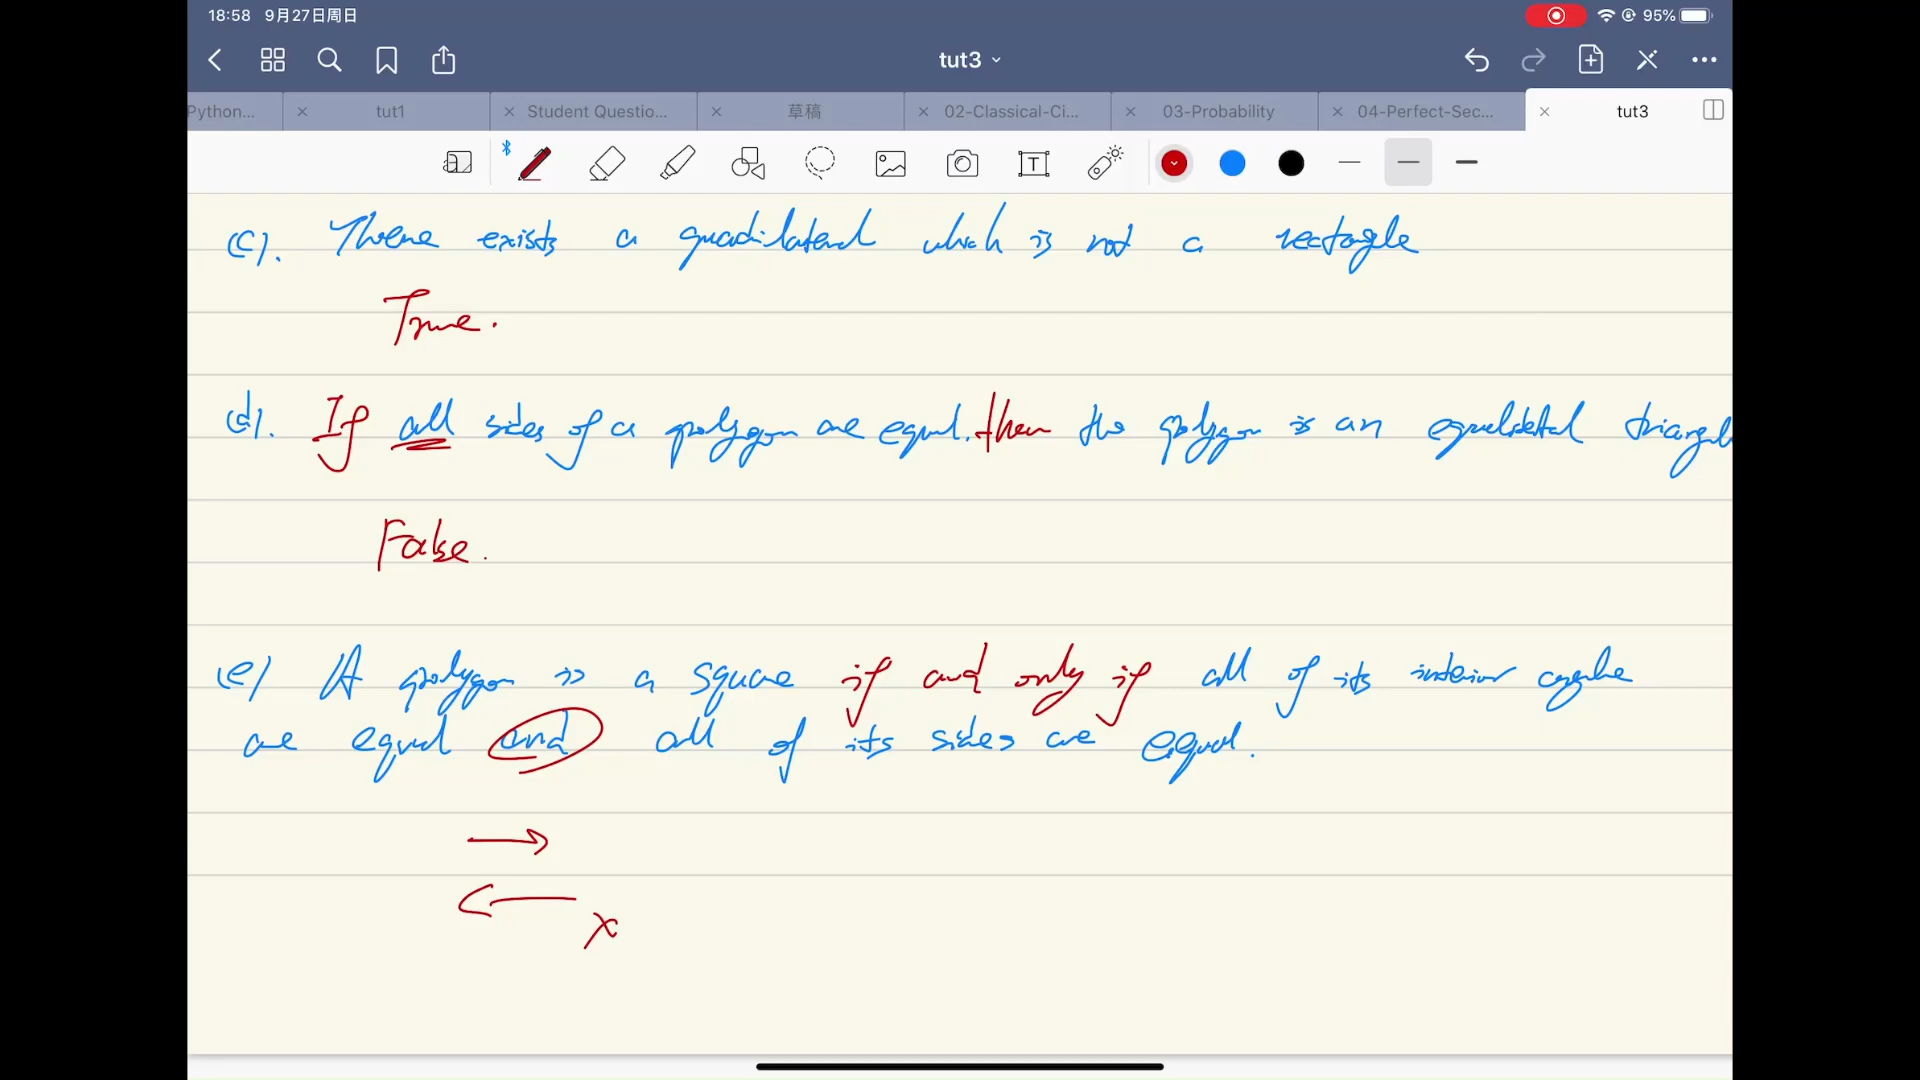 18:58 9月27日周日
95%
tut3
Python...
tut1
Student Questio...
草稿
02-Classical-Ci...
03-Probability
04-Perfect-Sec...
tut3
(c). There exists a quadrilateral which is not a rectangle
True.
(d). If all sides of a polygon are equal. then the polygon is an equilateral triangle
False.
(e) A polygon is a square if and only if all of its interior angle
are equal and all of its sides are equal.
→
← x